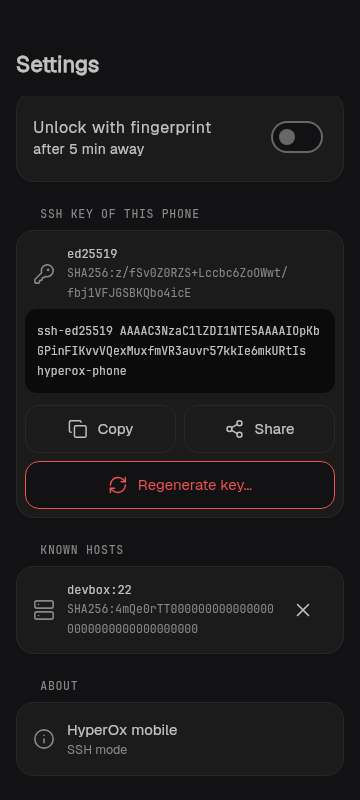 Settings
Unlock with fingerprint
after 5 min away
SSH KEY OF THIS PHONE
ed25519
SHA256:z/fSv0Z0RZS+Lccbc6ZoOWwt/
fbj1VFJGSBKQbo4icE
ssh-ed25519 AAAAC3NzaC1lZDI1NTE5AAAAIOpKb
GPinFIKvvVQexMuxfmVR3auvr57kkIe6mkURtIs
hyperox-phone
Copy
Share
Regenerate key…
KNOWN HOSTS
devbox:22
SHA256:4mQe0rTT000000000000000
0000000000000000000
ABOUT
HyperOx mobile
SSH mode